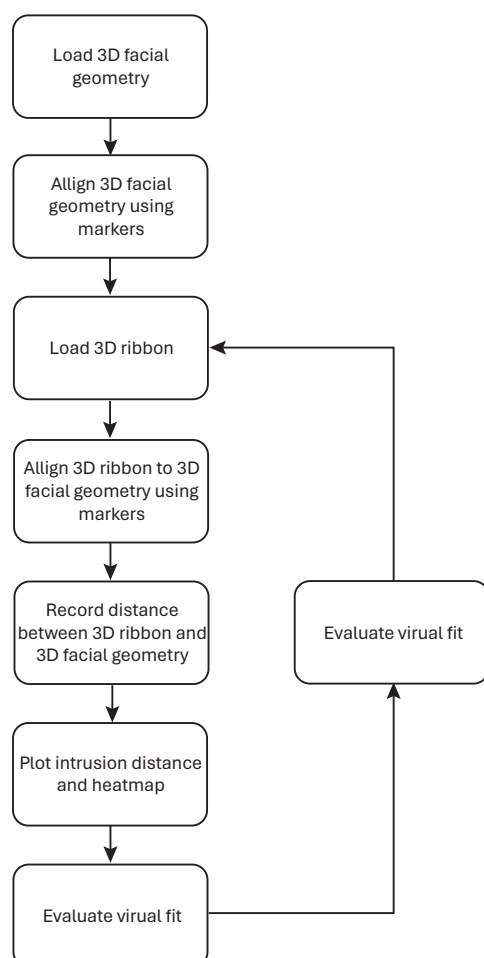 Load 3D facial
geometry
Allign 3D facial
geometry using
markers
Load 3D ribbon
Allign 3D ribbon to 3D
facial geometry using
markers
Record distance
between 3D ribbon and
3D facial geometry
Evaluate virual fit
Plot intrusion distance
and heatmap
Evaluate virual fit